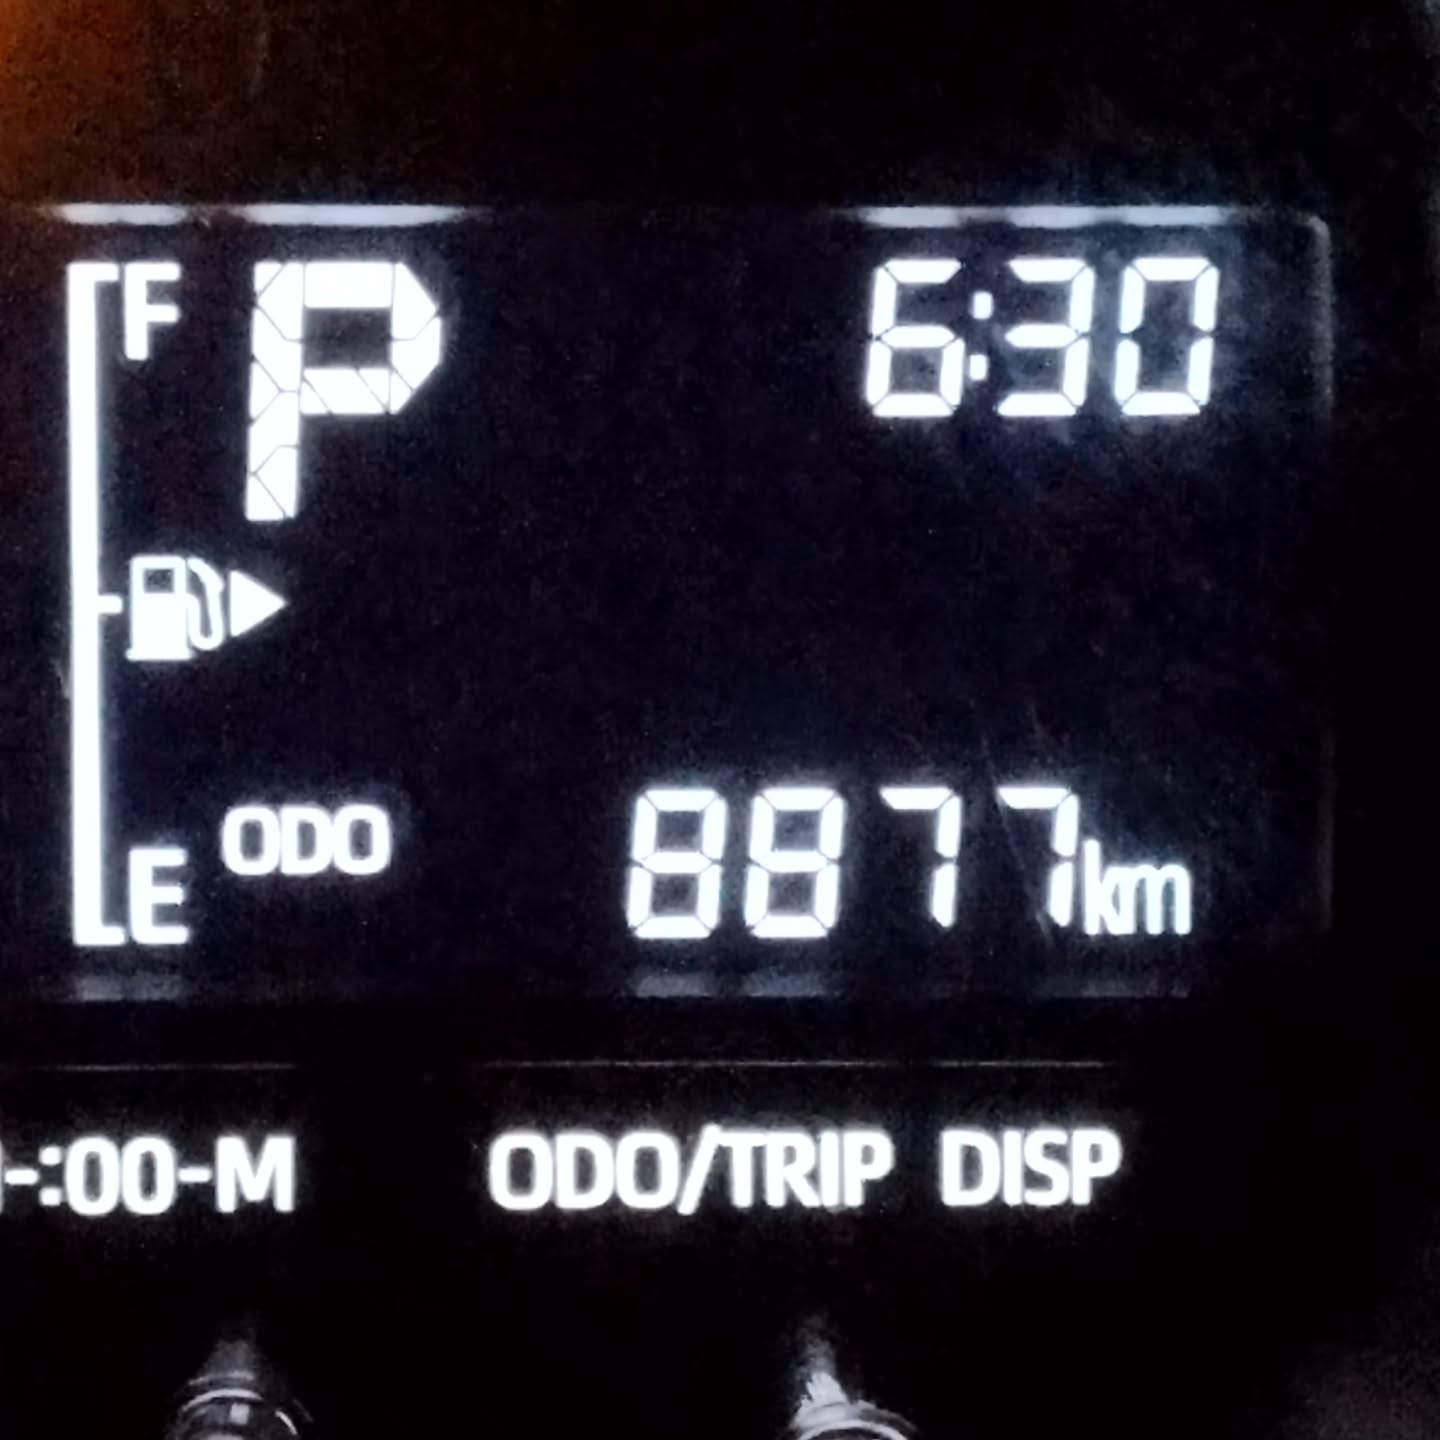 F P 6:30
ODO 8877km
E
-:00-M ODO/TRIP DISP